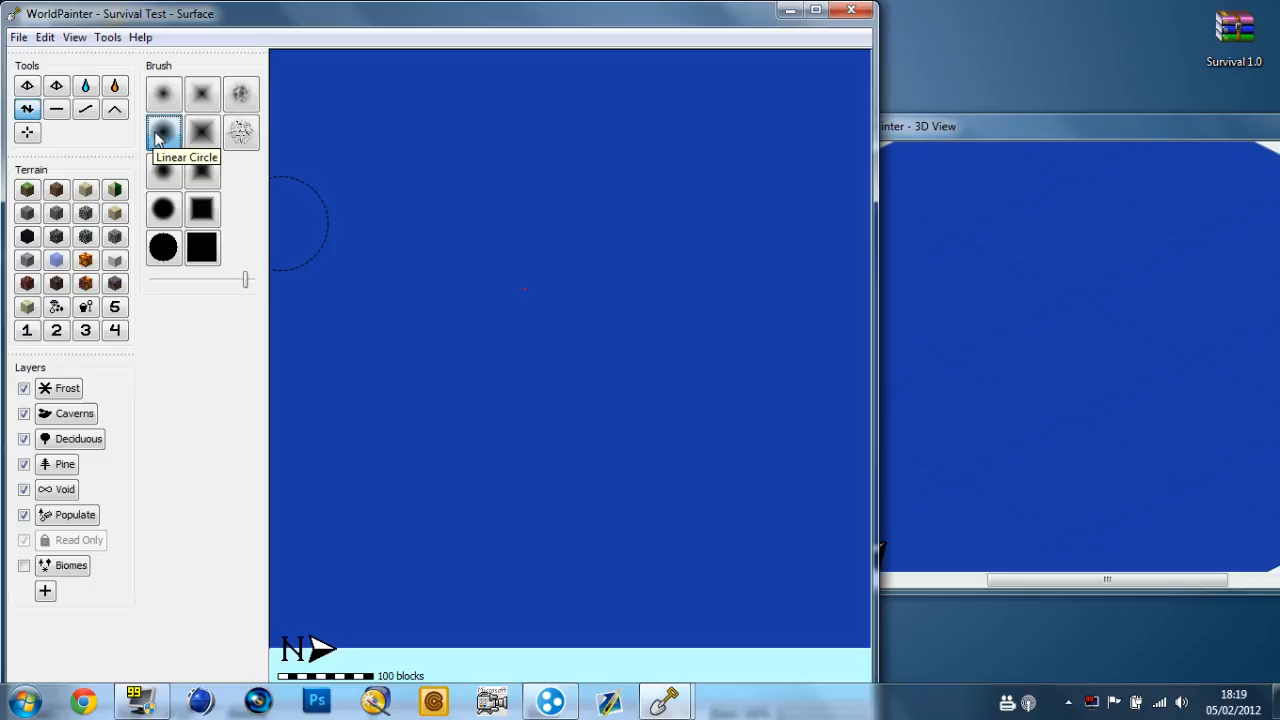 WorldPainter - Survival Test - Surface
File Edit View Tools Help
Survival 1.0
Tools
Brush
inter - 3D View
Linear Circle
Terrain
5
1 2 3 4
Layers
Frost
Caverns
Deciduous
Pine
Void
Populate
Read Only
Biomes
N
100 blocks
99
Ps
18:19
05/02/2012